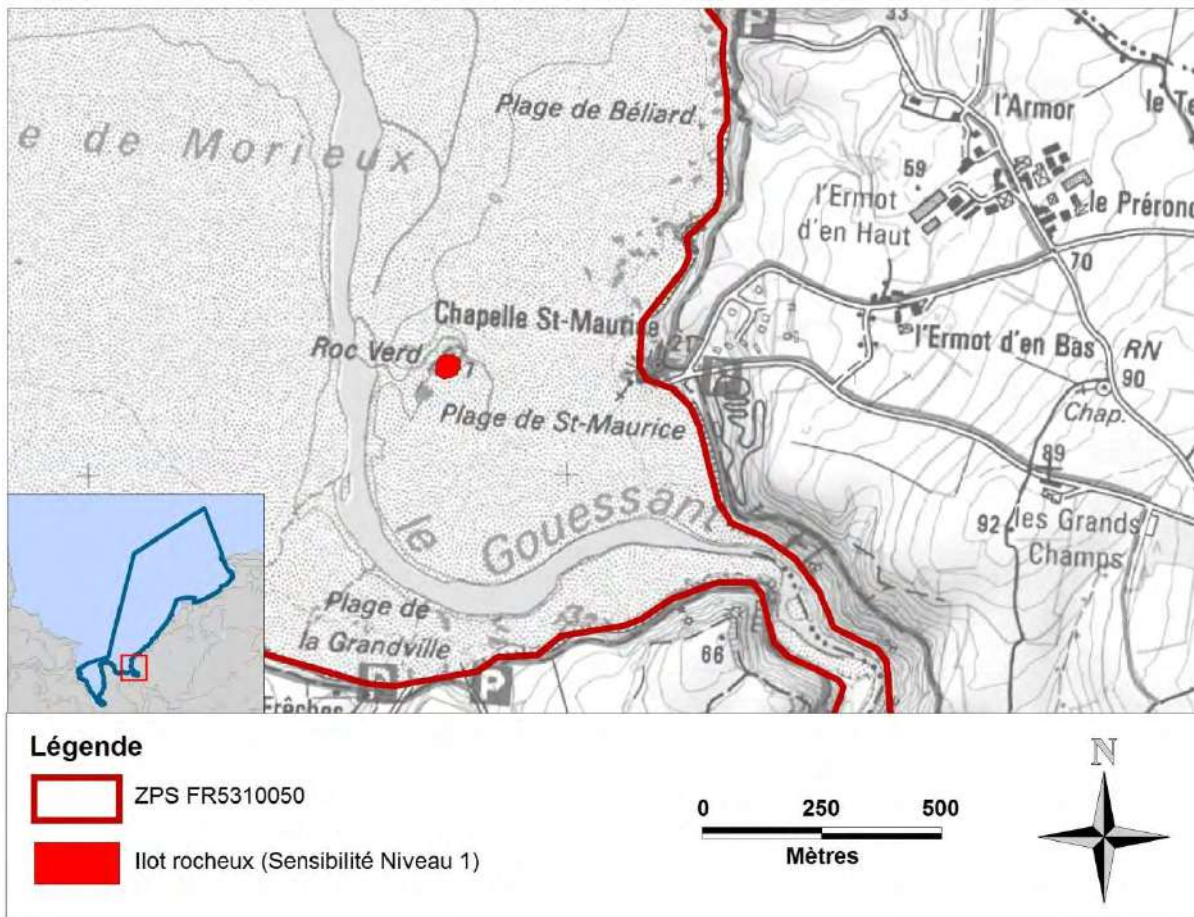 33
P
Plage de Béliard
l'Armor
e de Morieux
59
l'Ermot
d'en Haut
70
Chapelle St-Maurice
21
l'Ermot d'en Bas
RN
90
Roc Verd
7
Plage de St-Maurice
Chap.
89
le Gouessant
92
les Grands
Champs
Plage de
la Grandville
66
P
P
Légende
ZPS FR5310050
Ilot rocheux (Sensibilité Niveau 1)
0 250 500
Mètres
N